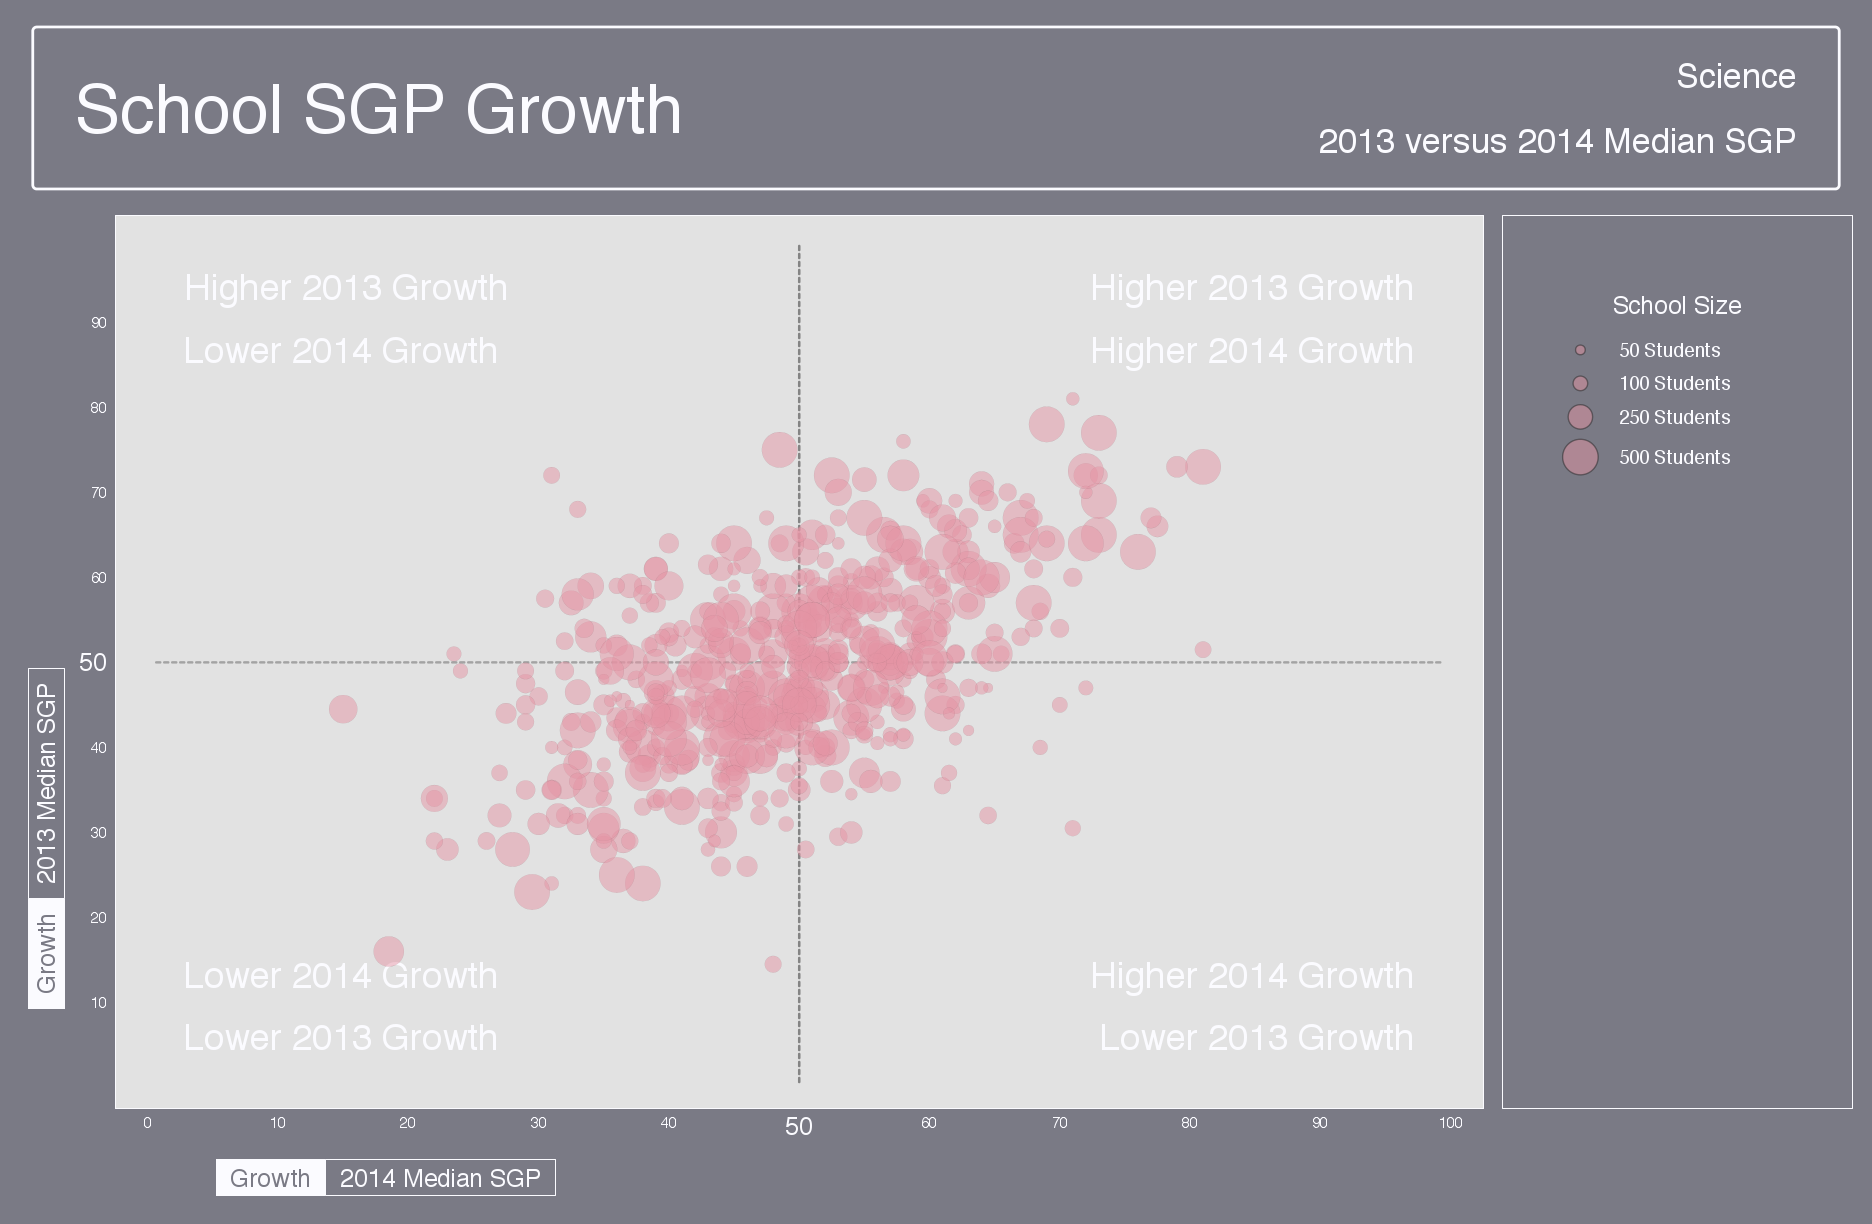 School SGP Growth
Science
2013 versus 2014 Median SGP
Higher 2013 Growth
Lower 2014 Growth
Higher 2013 Growth
Higher 2014 Growth
Lower 2014 Growth
Lower 2013 Growth
Higher 2014 Growth
Lower 2013 Growth
90
80
70
60
50
40
30
20
10
Growth 2013 Median SGP
0 10 20 30 40 50 60 70 80 90 100
Growth 2014 Median SGP
School Size
50 Students
100 Students
250 Students
500 Students